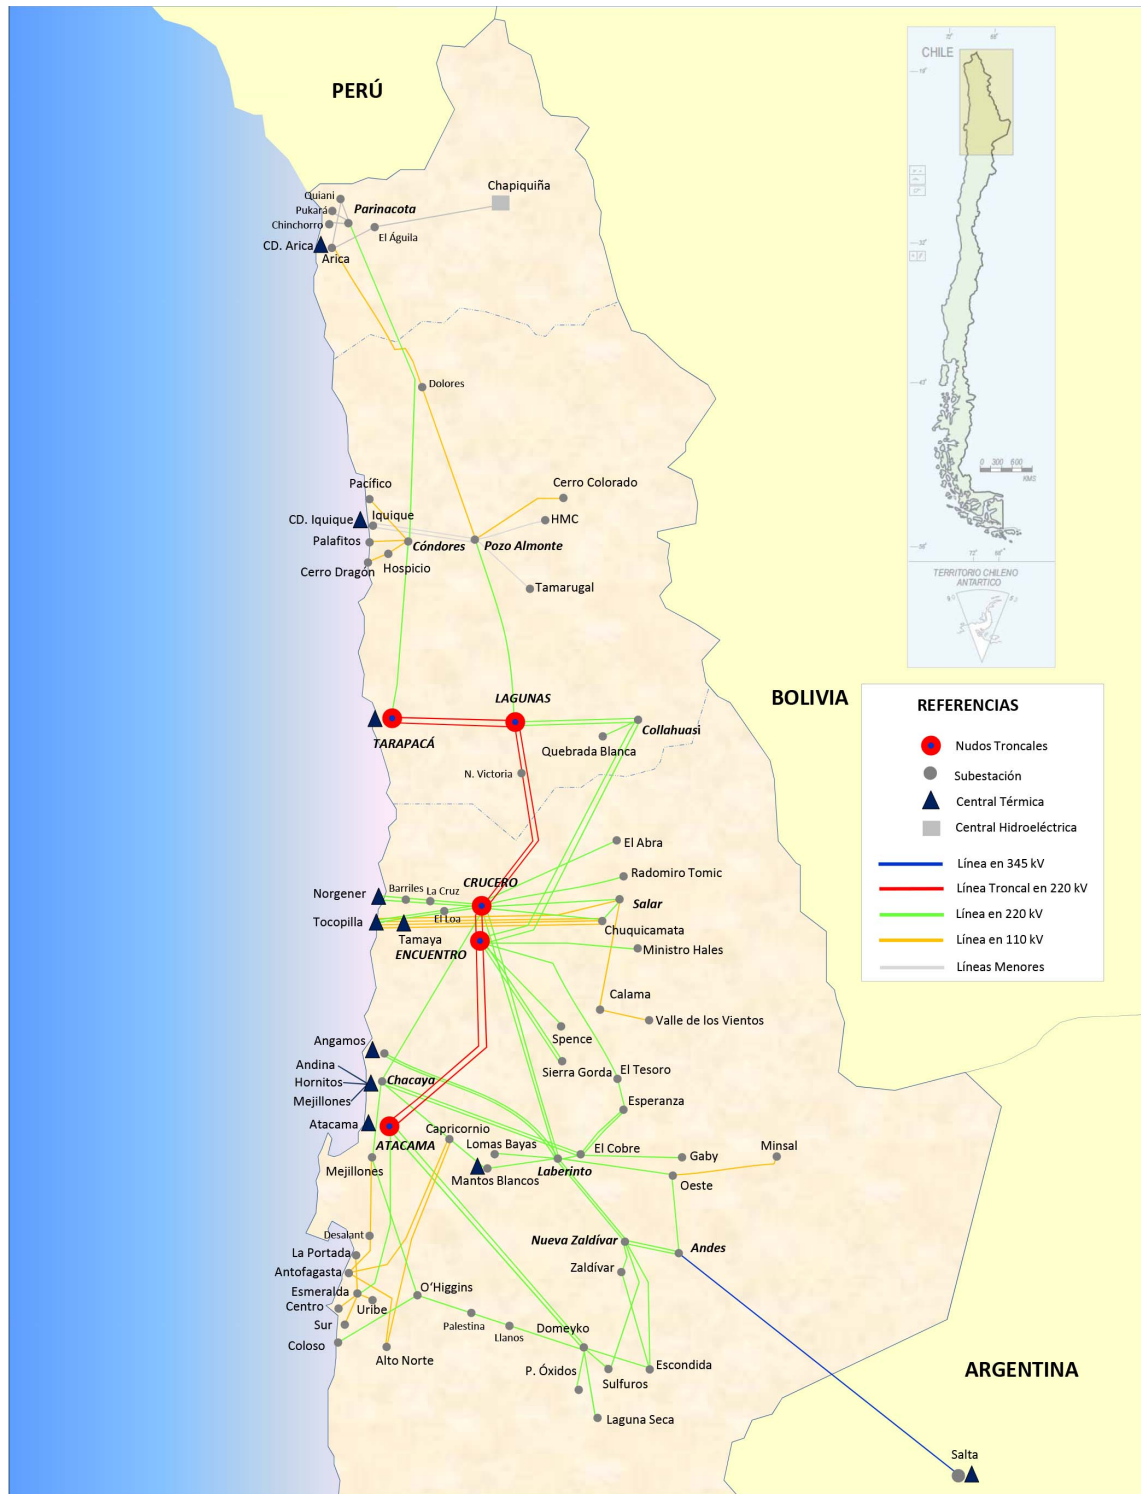 PERÚ
CHILE
Quiani
Pukará
Chinchorro
CD. Arica
Arica
Parinacota
El Águila
Chapiquiña
Dolores
Pacífico
CD. Iquique
Iquique
Palafitos
Cerro Dragón
Hospicio
Cóndores
Pozo Almonte
Cerro Colorado
HMC
Tamarugal
0 300 600
KMS
TERRITORIO CHILENO
ANTARTICO
LAGUNAS
TARAPACÁ
Collahuasi
Quebrada Blanca
N. Victoria
BOLIVIA
REFERENCIAS
Nudos Troncales
Subestación
Central Térmica
Central Hidroeléctrica
Línea en 345 kV
Línea Troncal en 220 kV
Línea en 220 kV
Línea en 110 kV
Líneas Menores
El Abra
Radomiro Tomic
CRUCERO
Norgener
Barriles
La Cruz
Salar
Tocopilla
El Loa
Tamaya
Chuquicamata
ENCUENTRO
Ministro Hales
Calama
Valle de los Vientos
Spence
Sierra Gorda
El Tesoro
Esperanza
Angamos
Andina
Hornitos
Mejillones
Chacaya
Atacama
ATACAMA
Capricornio
Lomas Bayas
El Cobre
Gaby
Minsal
Mejillones
Mantos Blancos
Laberinto
Oeste
Desalant
La Portada
Antofagasta
Esmeralda
Centro
Uribe
Sur
Coloso
Alto Norte
O'Higgins
Palestina
Llanos
Domeyko
Nueva Zaldívar
Andes
Zaldívar
P. Óxidos
Sulfuros
Escondida
Laguna Seca
ARGENTINA
Salta